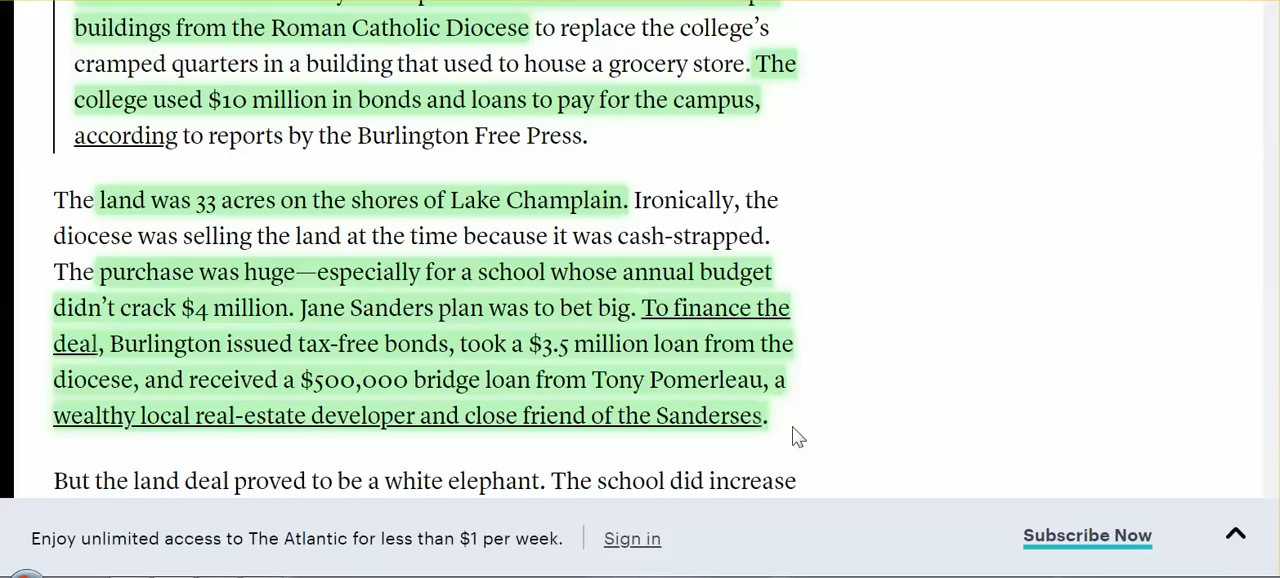 buildings from the Roman Catholic Diocese to replace the college’s
cramped quarters in a building that used to house a grocery store. The
college used $10 million in bonds and loans to pay for the campus,
according to reports by the Burlington Free Press.
The land was 33 acres on the shores of Lake Champlain. Ironically, the
diocese was selling the land at the time because it was cash-strapped.
The purchase was huge—especially for a school whose annual budget
didn’t crack $4 million. Jane Sanders plan was to bet big. To finance the
deal, Burlington issued tax-free bonds, took a $3.5 million loan from the
diocese, and received a $500,000 bridge loan from Tony Pomerleau, a
wealthy local real-estate developer and close friend of the Sanderses.
But the land deal proved to be a white elephant. The school did increase
Enjoy unlimited access to The Atlantic for less than $1 per week. Sign in Subscribe Now